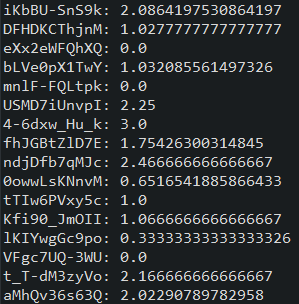 iKbBU-SnS9k: 2.0864197530864197
DFHDKCThjnM: 1.0277777777777777
eXx2eWFQhXQ: 0.0
bLVe0pX1TwY: 1.032085561497326
mnlF-FQLtpk: 0.0
USMD7iUnvpI: 2.25
4-6dxw_Hu_k: 3.0
fhJGBtZlD7E: 1.75426300314845
ndjDfb7qMJc: 2.466666666666667
0owwLsKNnvM: 0.6516541885866433
tTIw6PVxy5c: 1.0
Kfi90_JmOII: 1.0666666666666667
lKIYwgGc9po: 0.33333333333333326
VFgc7UQ-3WU: 0.0
t_T-dM3zyVo: 2.1666666666666667
aMhQv36s63Q: 2.02290789782958